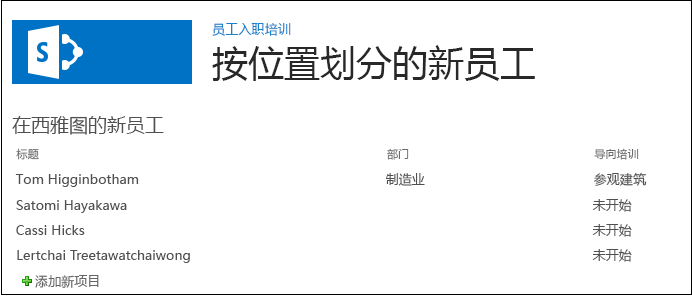 S
员工入职培训
按位置划分的新员工
在西雅图的新员工
标题 部门 导向培训
Tom Higginbotham 制造业 参观建筑
Satomi Hayakawa 未开始
Cassi Hicks 未开始
Lertchai Treetawatchaiwong 未开始
添加新项目